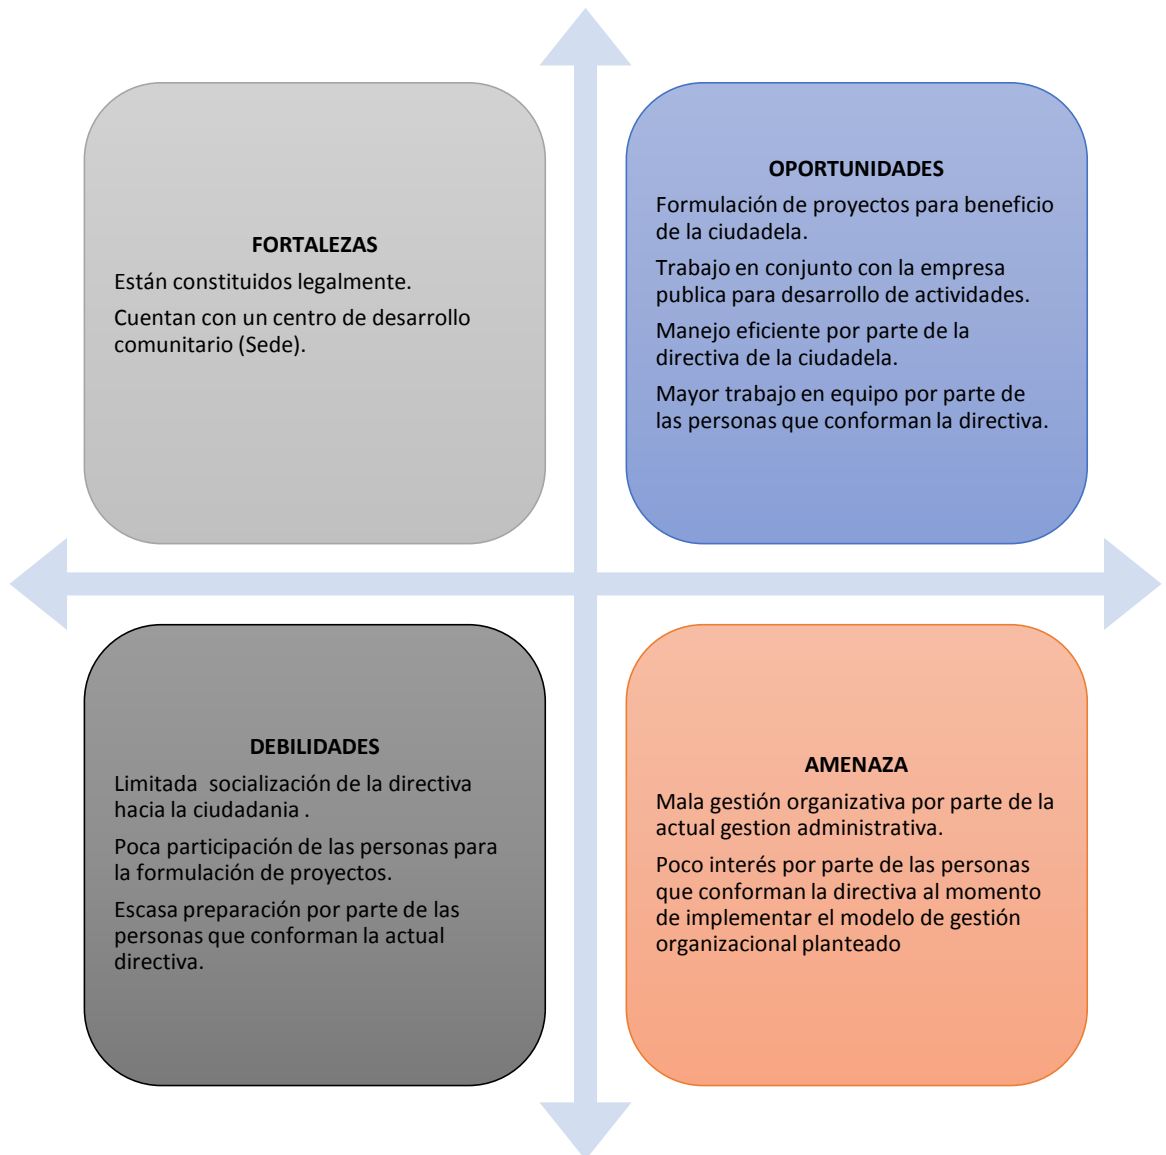 FORTALEZAS
Están constituidos legalmente.
Cuentan con un centro de desarrollo
comunitario (Sede).
OPORTUNIDADES
Formulación de proyectos para beneficio
de la ciudadela.
Trabajo en conjunto con la empresa
publica para desarrollo de actividades.
Manejo eficiente por parte de la
directiva de la ciudadela.
Mayor trabajo en equipo por parte de
las personas que conforman la directiva.
DEBILIDADES
Limitada  socialización de la directiva
hacia la ciudadania .
Poca participación de las personas para
la formulación de proyectos.
Escasa preparación por parte de las
personas que conforman la actual
directiva.
AMENAZA
Mala gestión organizativa por parte de la
actual gestion administrativa.
Poco interés por parte de las personas
que conforman la directiva al momento
de implementar el modelo de gestión
organizacional planteado